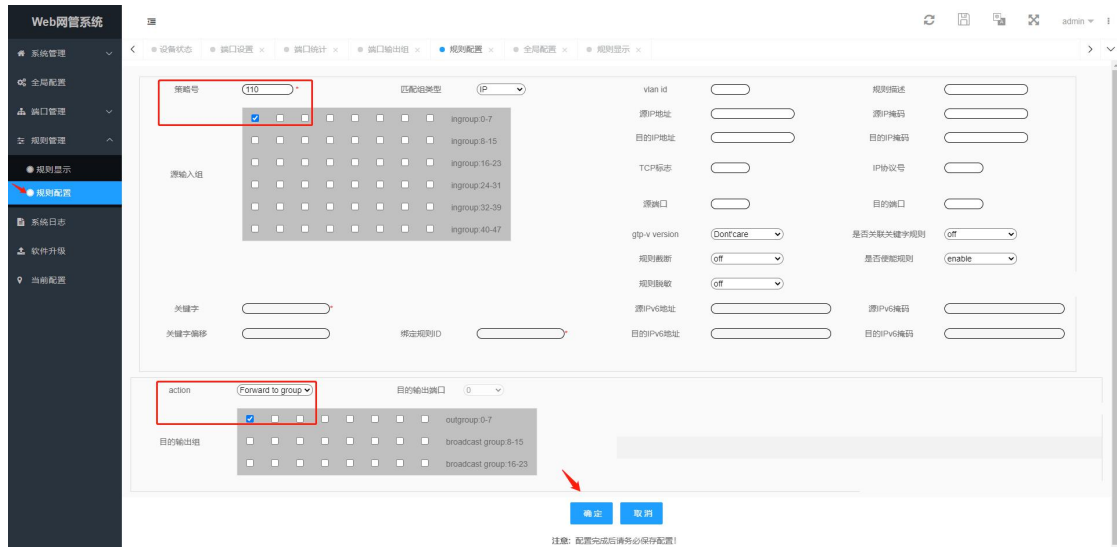 Web网管系统
admin
系统管理
全局配置
端口管理
规则管理
规则显示
规则配置
系统日志
软件升级
当前配置
设备状态 × 端口设置 × 端口统计 × 端口输出组 × 规则配置 × 全局配置 × 规则显示 ×
策略号 110 * 匹配组类型 IP vlan id 规则描述
源IP地址 源IP掩码
目的IP地址 目的IP掩码
源输入组
ingroup:0-7
ingroup:8-15
ingroup:16-23
ingroup:24-31
ingroup:32-39
ingroup:40-47
TCP标志 IP协议号
源端口 目的端口
gtp-v version Dont'care 是否关联关键字规则 off
规则截断 off 是否使能规则 enable
规则脱敏 off
关键字 * 源IPv6地址 源IPv6掩码
关键字偏移 绑定规则ID * 目的IPv6地址 目的IPv6掩码
action Forward to group 目的输出端口 0
目的输出组
outgroup:0-7
broadcast group:8-15
broadcast group:16-23
确定 取消
注意: 配置完成后请务必保存配置!